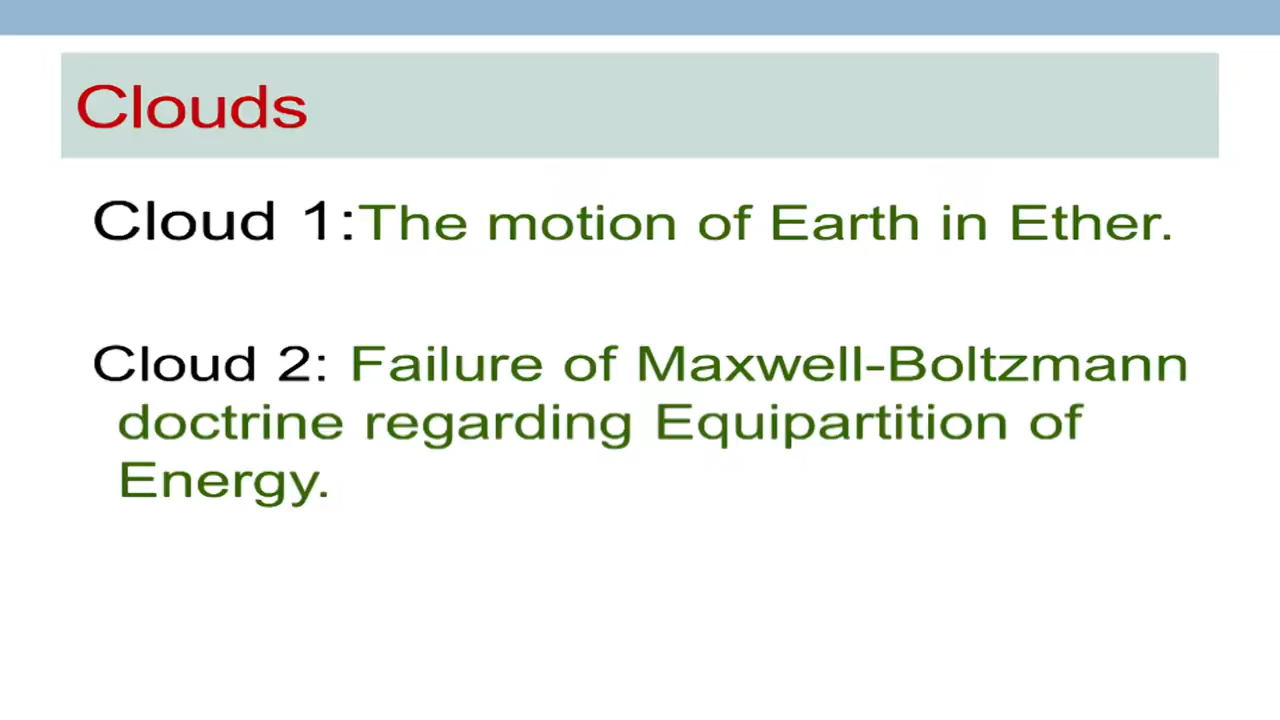 Clouds
Cloud 1:The motion of Earth in Ether.
Cloud 2: Failure of Maxwell-Boltzmann
doctrine regarding Equipartition of
Energy.